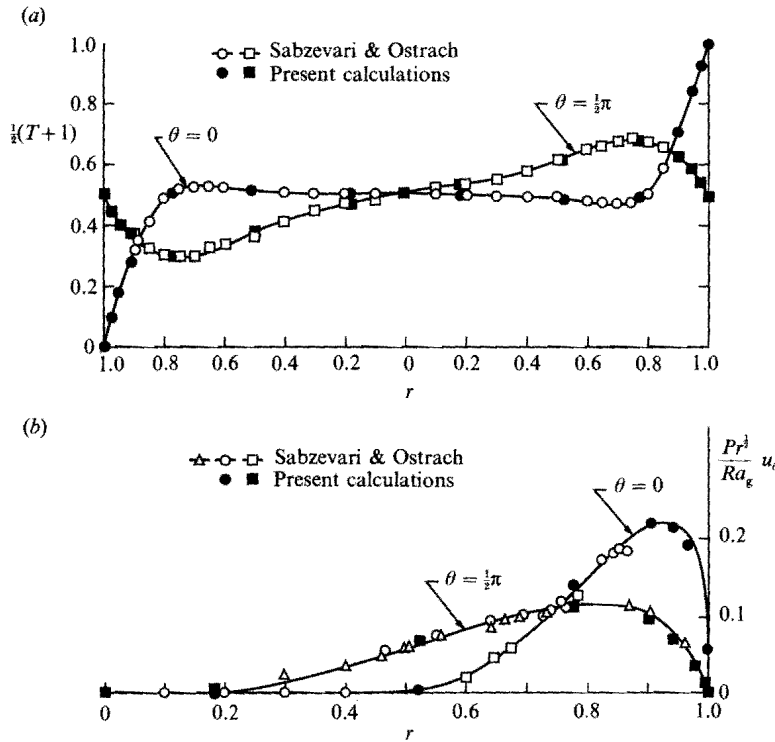 (a)
1.0
Sabzevari & Ostrach
Present calculations
0.8
θ = ½π
½(T + 1)
θ = 0
0.6
0.4
0.2
0
1.0 0.8 0.6 0.4 0.2 0 0.2 0.4 0.6 0.8 1.0
r
(b)
Sabzevari & Ostrach
Present calculations
Pr^½/Ra_g u
θ = 0
0.2
θ = ½π
0.1
0
0 0.2 0.4 0.6 0.8 1.0
r